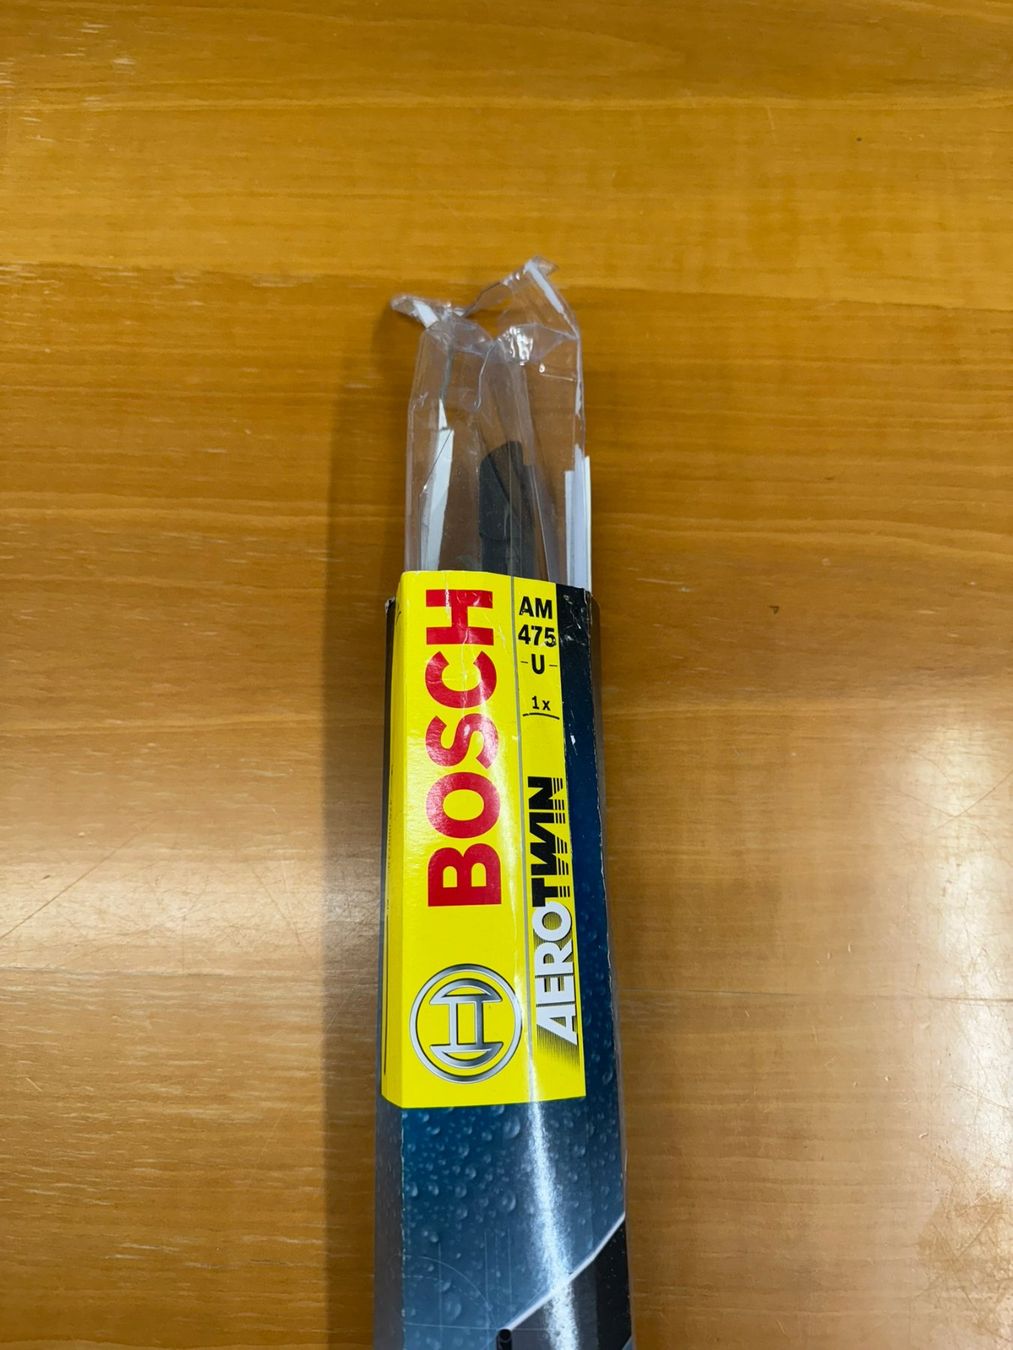 BOSCH
AM
475
-U-
1x
AEROTWIN